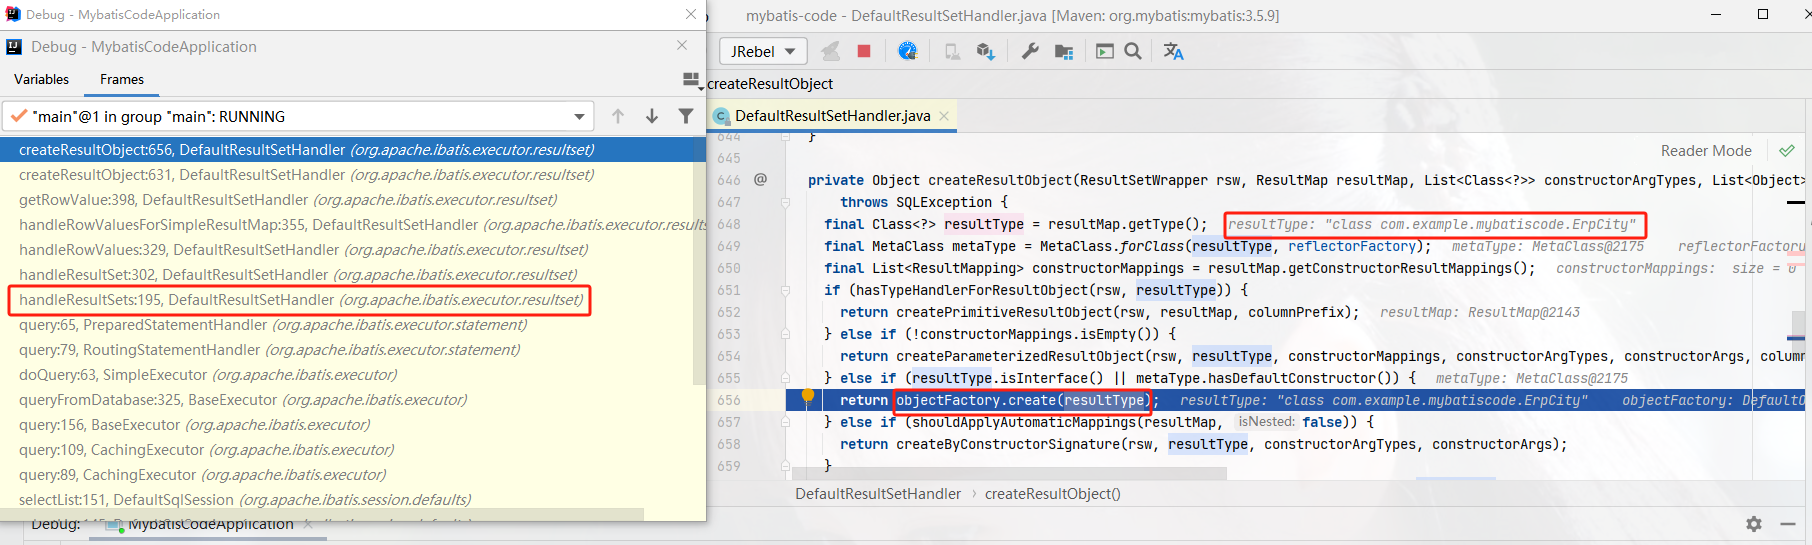 Debug - MybatisCodeApplication
Debug - MybatisCodeApplication
Variables Frames
"main"@1 in group "main": RUNNING
createResultObject:656, DefaultResultSetHandler (org.apache.ibatis.executor.resultset)
createResultObject:631, DefaultResultSetHandler (org.apache.ibatis.executor.resultset)
getRowValue:398, DefaultResultSetHandler (org.apache.ibatis.executor.resultset)
handleRowValuesForSimpleResultMap:355, DefaultResultSetHandler (org.apache.ibatis.executor.resul
handleRowValues:329, DefaultResultSetHandler (org.apache.ibatis.executor.resultset)
handleResultSet:302, DefaultResultSetHandler (org.apache.ibatis.executor.resultset)
handleResultSets:195, DefaultResultSetHandler (org.apache.ibatis.executor.resultset)
query:65, PreparedStatementHandler (org.apache.ibatis.executor.statement)
query:79, RoutingStatementHandler (org.apache.ibatis.executor.statement)
doQuery:63, SimpleExecutor (org.apache.ibatis.executor)
queryFromDatabase:325, BaseExecutor (org.apache.ibatis.executor)
query:156, BaseExecutor (org.apache.ibatis.executor)
query:109, CachingExecutor (org.apache.ibatis.executor)
query:89, CachingExecutor (org.apache.ibatis.executor)
selectList:151, DefaultSqlSession (org.apache.ibatis.session.defaults)
Debug: MybatisCodeApplication
mybatis-code - DefaultResultSetHandler.java [Maven: org.mybatis:mybatis:3.5.9]
JRebel
createResultObject
DefaultResultSetHandler.java
Reader Mode
644 }
645
646 @ private Object createResultObject(ResultSetWrapper rsw, ResultMap resultMap, List<Class<?>> constructorArgTypes, List<Object>
647 throws SQLException {
648 final Class<?> resultType = resultMap.getType(); resultType: "class com.example.mybatiscode.ErpCity"
649 final MetaClass metaType = MetaClass.forClass(resultType, reflectorFactory); metaType: MetaClass@2175 reflectorFactory
650 final List<ResultMapping> constructorMappings = resultMap.getConstructorResultMappings(); constructorMappings: size = 0
651 if (hasTypeHandlerForResultObject(rsw, resultType)) {
652 return createPrimitiveResultObject(rsw, resultMap, columnPrefix); resultMap: ResultMap@2143
653 } else if (!constructorMappings.isEmpty()) {
654 return createParameterizedResultObject(rsw, resultType, constructorMappings, constructorArgTypes, constructorArgs, colum
655 } else if (resultType.isInterface() || metaType.hasDefaultConstructor()) { metaType: MetaClass@2175
656 return objectFactory.create(resultType); resultType: "class com.example.mybatiscode.ErpCity" objectFactory: DefaultO
657 } else if (shouldApplyAutomaticMappings(resultMap, isNested: false)) {
658 return createByConstructorSignature(rsw, resultType, constructorArgTypes, constructorArgs);
659 }
DefaultResultSetHandler › createResultObject()